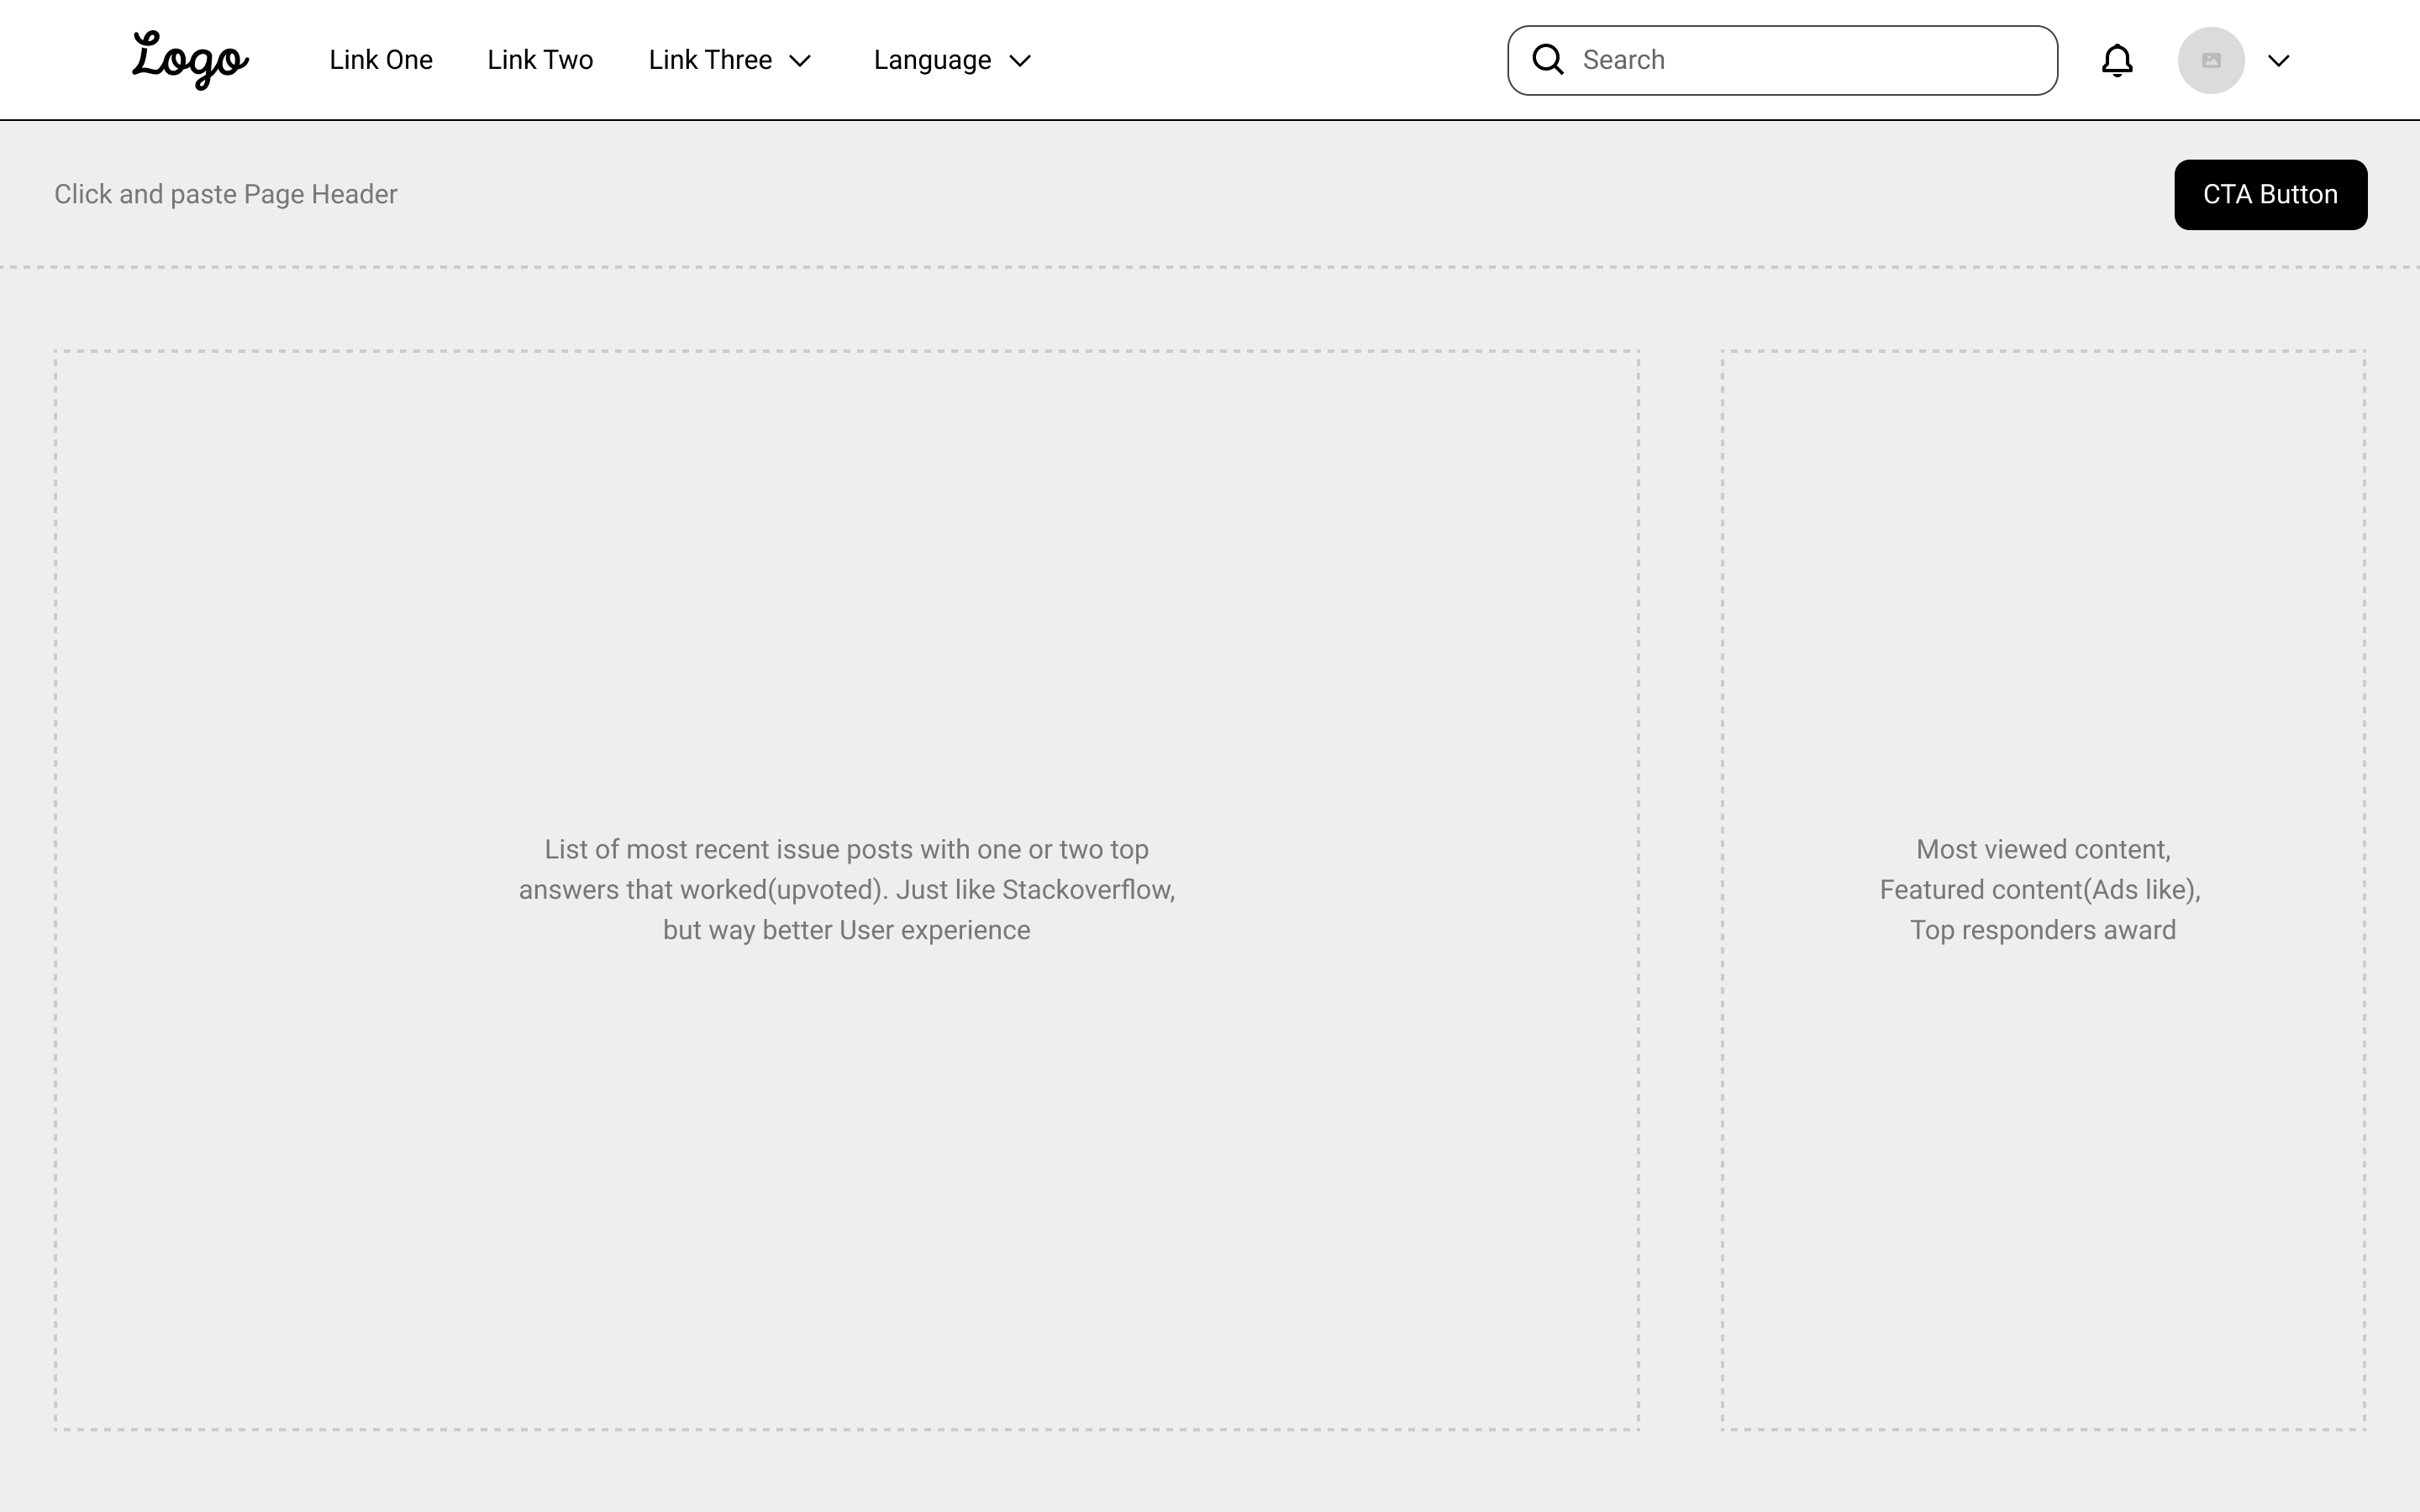 Logo
Link One
Link Two
Link Three
Language
Search
Click and paste Page Header
CTA Button
List of most recent issue posts with one or two top
answers that worked(upvoted). Just like Stackoverflow,
but way better User experience
Most viewed content,
Featured content(Ads like),
Top responders award